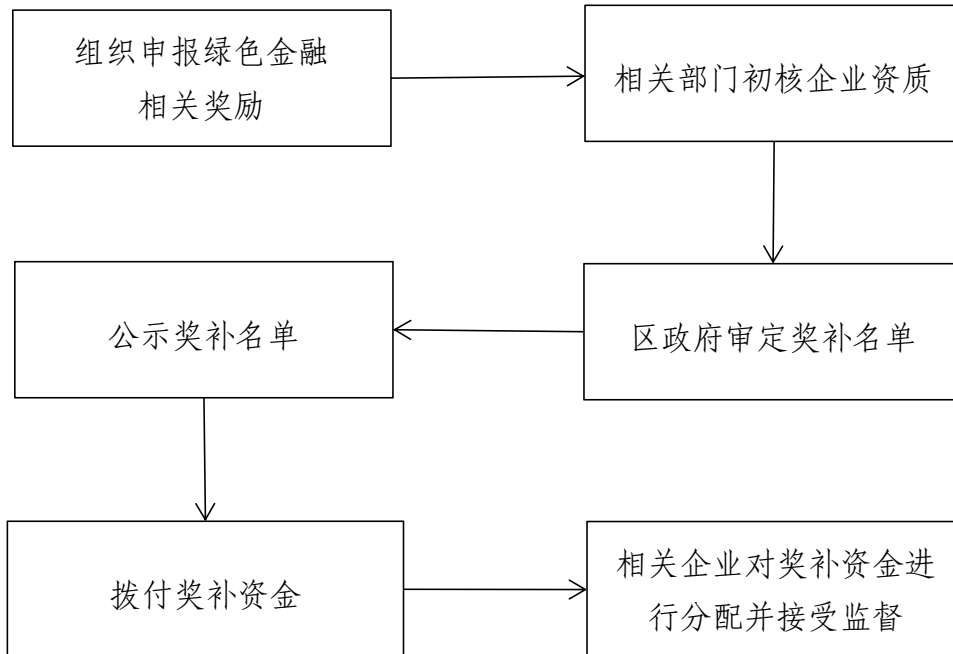 组织申报绿色金融
相关奖励
相关部门初核企业资质
区政府审定奖补名单
公示奖补名单
拨付奖补资金
相关企业对奖补资金进
行分配并接受监督